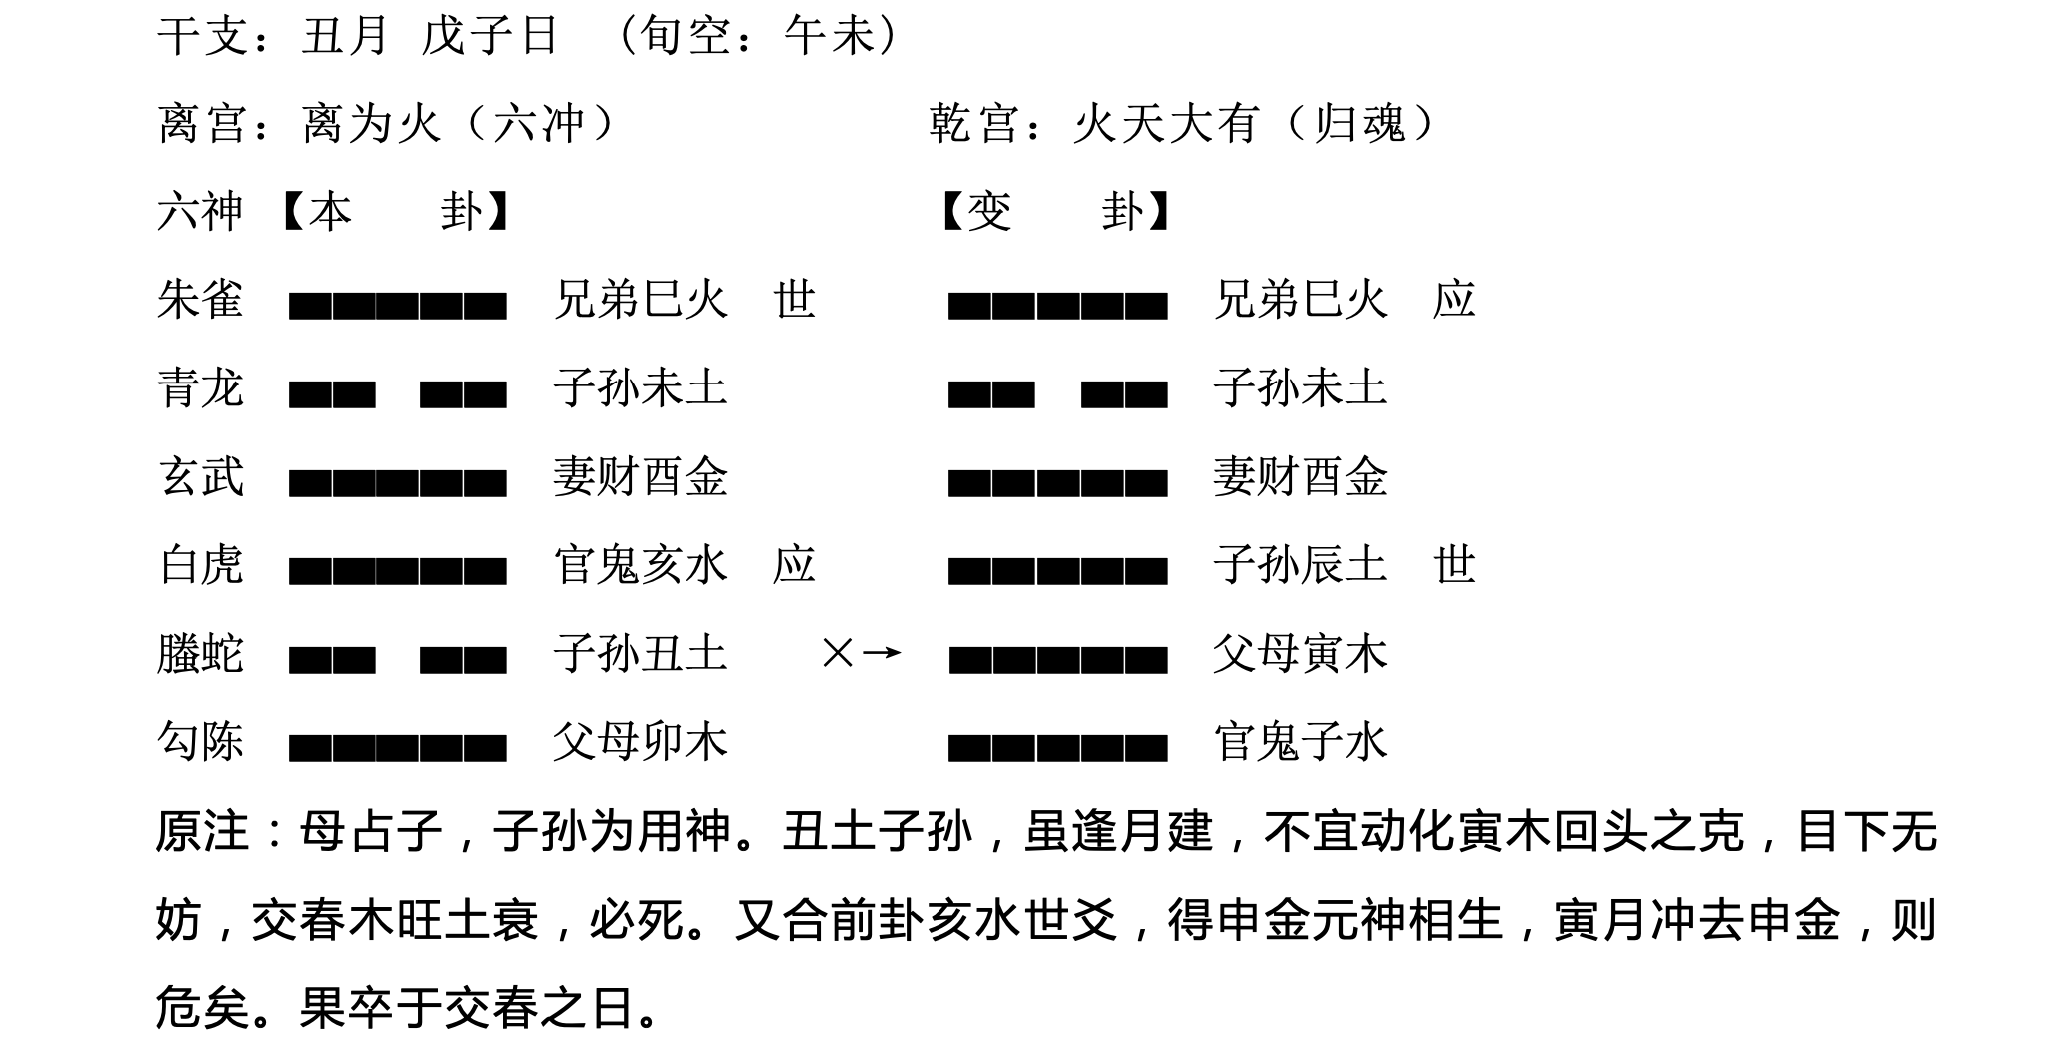 干支：丑月 戊子日 （旬空：午未）
离宫：离为火（六冲） 乾宫：火天大有（归魂）
六神 【本 卦】 【变 卦】
朱雀 兄弟巳火 世 兄弟巳火 应
青龙 子孙未土 子孙未土
玄武 妻财酉金 妻财酉金
白虎 官鬼亥水 应 子孙辰土 世
螣蛇 子孙丑土 ×→ 父母寅木
勾陈 父母卯木 官鬼子水
原注：母占子，子孙为用神。丑土子孙，虽逢月建，不宜动化寅木回头之克，目下无
妨，交春木旺土衰，必死。又合前卦亥水世爻，得申金元神相生，寅月冲去申金，则
危矣。果卒于交春之日。